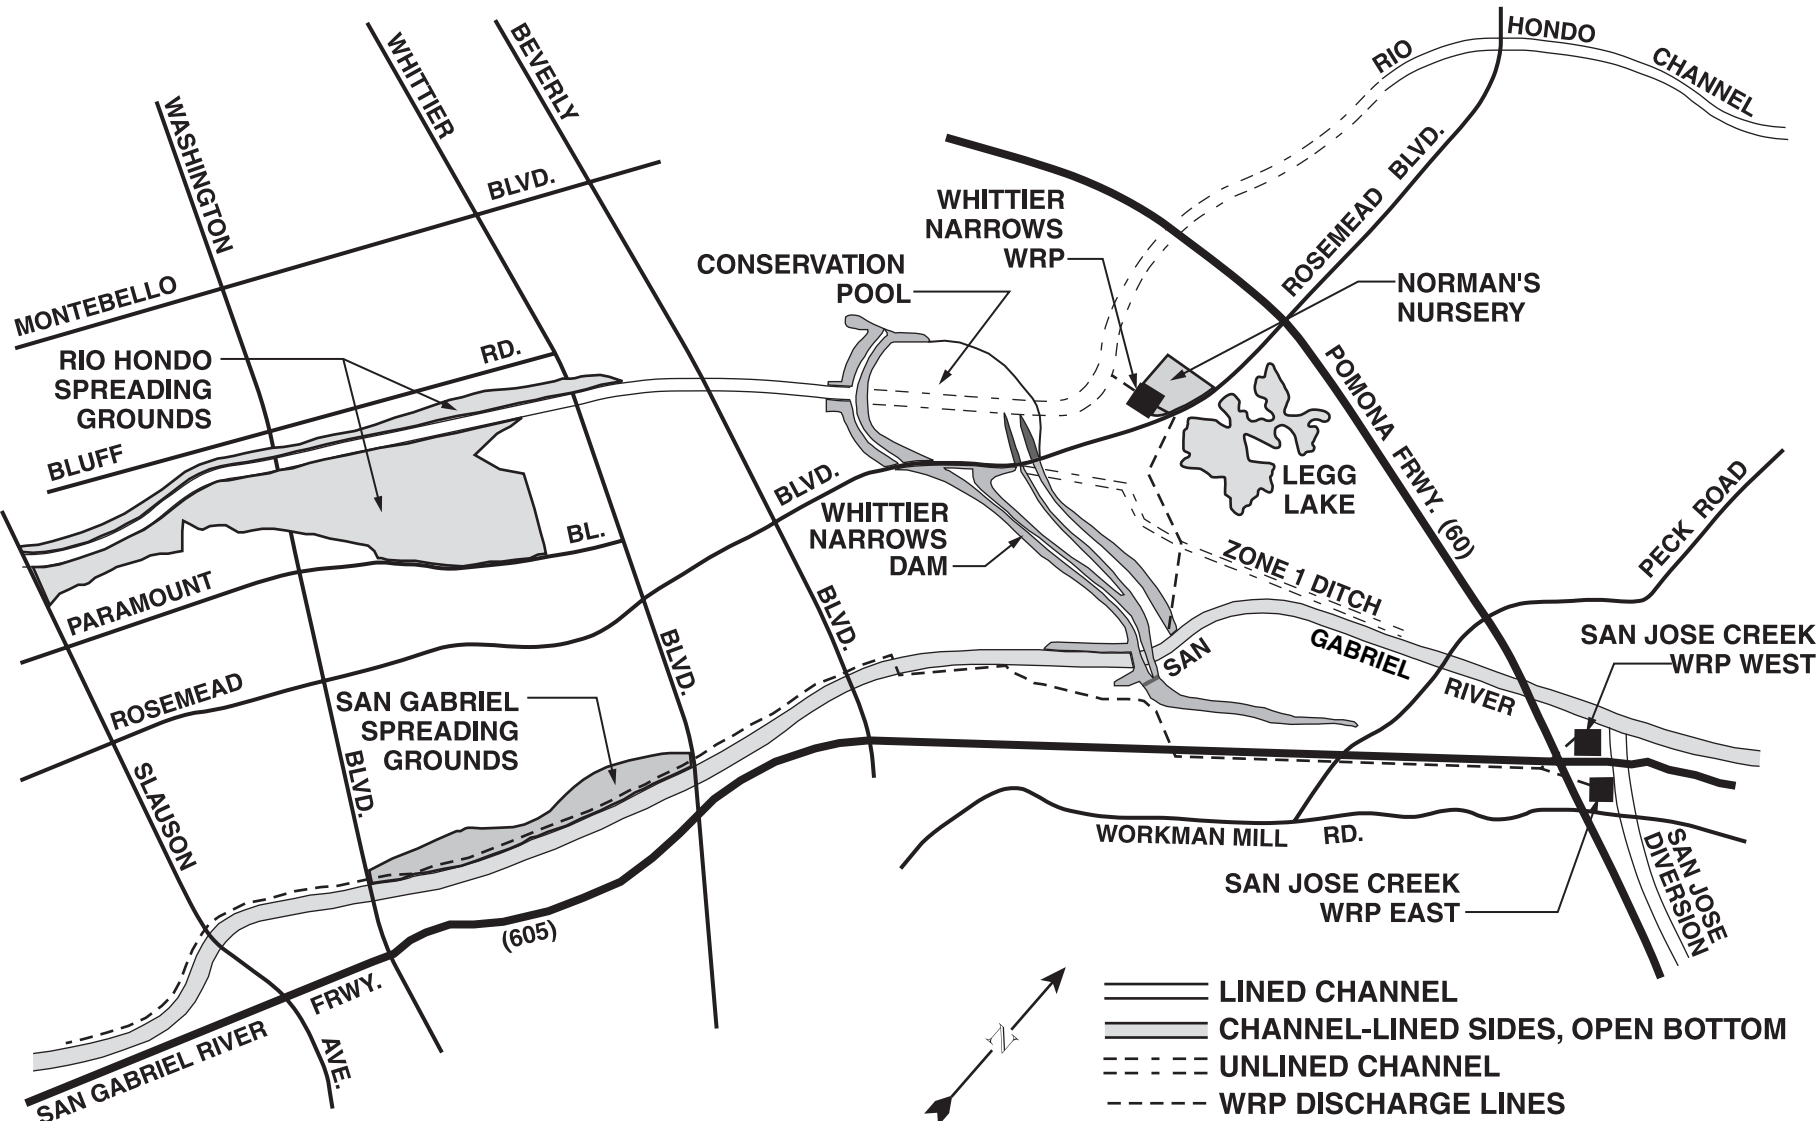 HONDO
RIO
CHANNEL
WHITTIER
BEVERLY
WASHINGTON
BLVD.
MONTEBELLO
ROSEMEAD BLVD.
WHITTIER
NARROWS
WRP
CONSERVATION
POOL
NORMAN'S
NURSERY
RIO HONDO
SPREADING
GROUNDS
RD.
BLUFF
POMONA FRWY. (60)
LEGG
LAKE
BLVD.
WHITTIER
NARROWS
DAM
BL.
PARAMOUNT
PECK ROAD
ZONE 1 DITCH
BLVD.
BLVD.
SAN
GABRIEL
RIVER
SAN JOSE CREEK
WRP WEST
ROSEMEAD
SAN GABRIEL
SPREADING
GROUNDS
SLAUSON
BLVD.
WORKMAN MILL RD.
SAN JOSE
DIVERSION
SAN JOSE CREEK
WRP EAST
(605)
FRWY.
SAN GABRIEL RIVER
AVE.
N
LINED CHANNEL
CHANNEL-LINED SIDES, OPEN BOTTOM
UNLINED CHANNEL
WRP DISCHARGE LINES